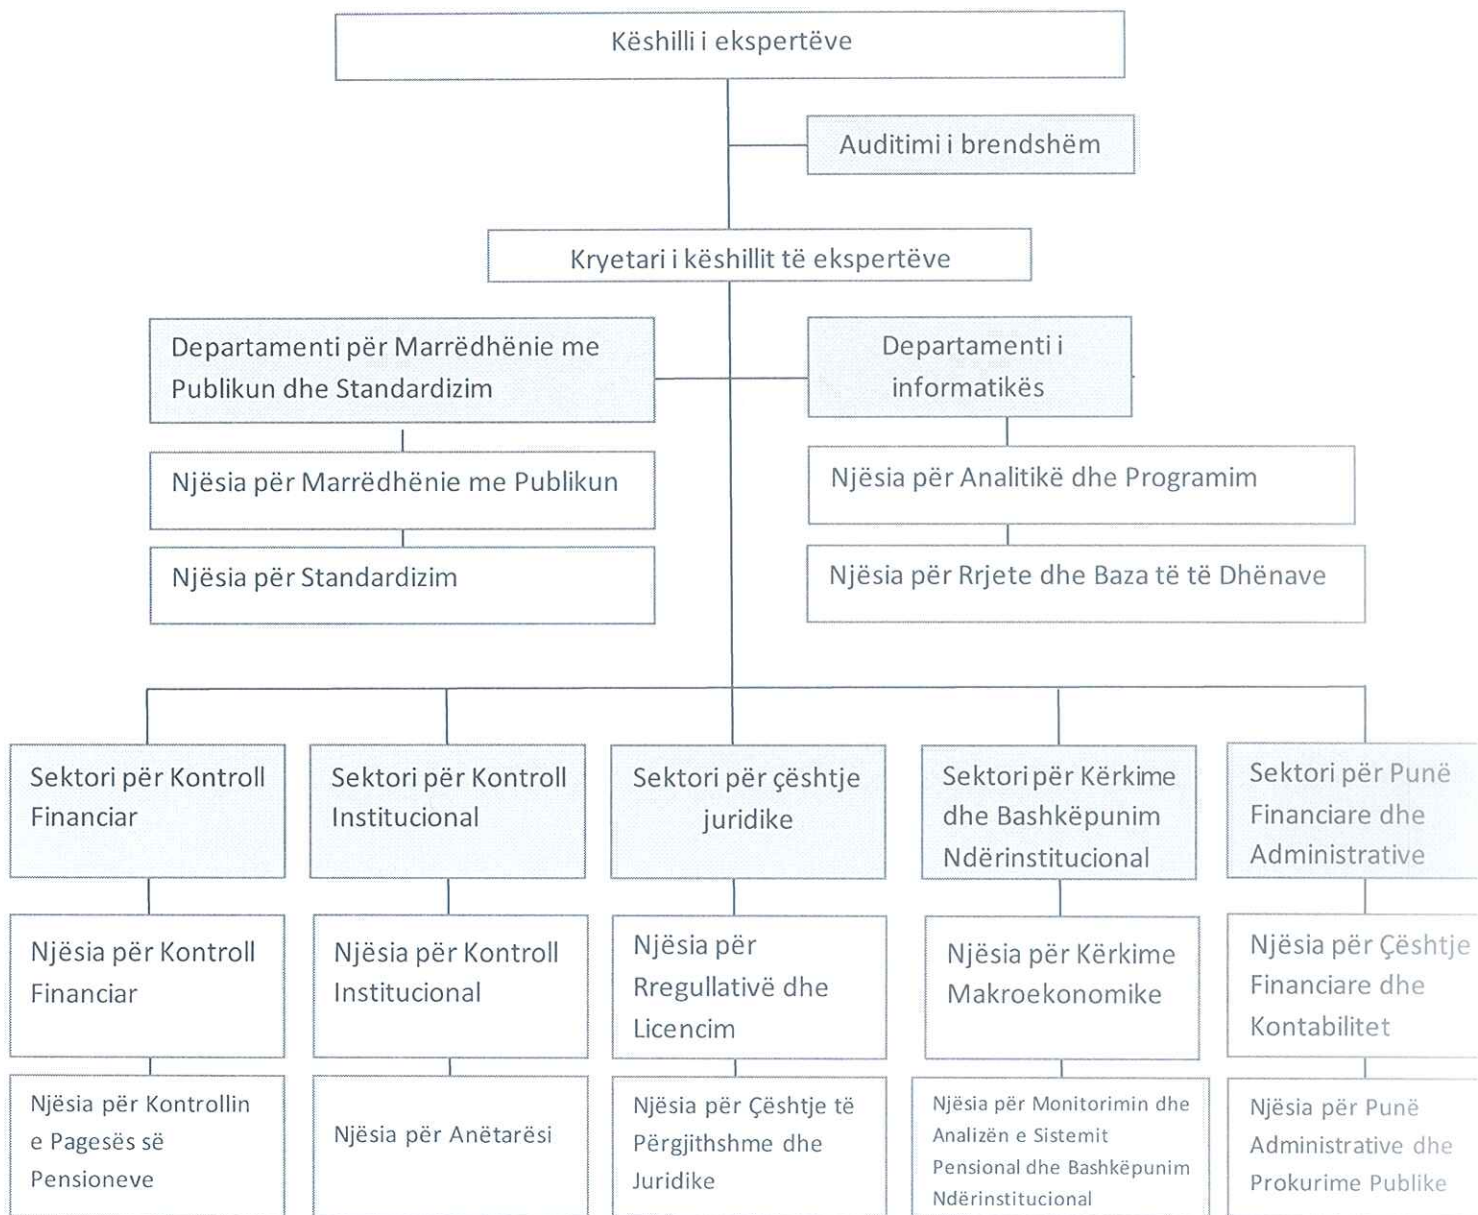 Këshilli i ekspertëve
Auditimi i brendshëm
Kryetari i këshillit të ekspertëve
Departamenti për Marrëdhënie me
Publikun dhe Standardizim
Departamenti i
informatikës
Njësia për Marrëdhënie me Publikun
Njësia për Analitikë dhe Programim
Njësia për Standardizim
Njësia për Rrjete dhe Baza të të Dhënave
Sektori për Kontroll
Financiar
Sektori për Kontroll
Institucional
Sektori për çështje
juridike
Sektori për Kërkime
dhe Bashkëpunim
Ndërinstitucional
Sektori për Punë
Financiare dhe
Administrative
Njësia për Kontroll
Financiar
Njësia për Kontroll
Institucional
Njësia për
Rregullativë dhe
Licencim
Njësia për Kërkime
Makroekonomike
Njësia për Çështje
Financiare dhe
Kontabilitet
Njësia për Kontrollin
e Pagesës së
Pensioneve
Njësia për Anëtarësi
Njësia për Çështje të
Përgjithshme dhe
Juridike
Njësia për Monitorimin dhe
Analizën e Sistemit
Pensional dhe Bashkëpunim
Ndërinstitucional
Njësia për Punë
Administrative dhe
Prokurime Publike